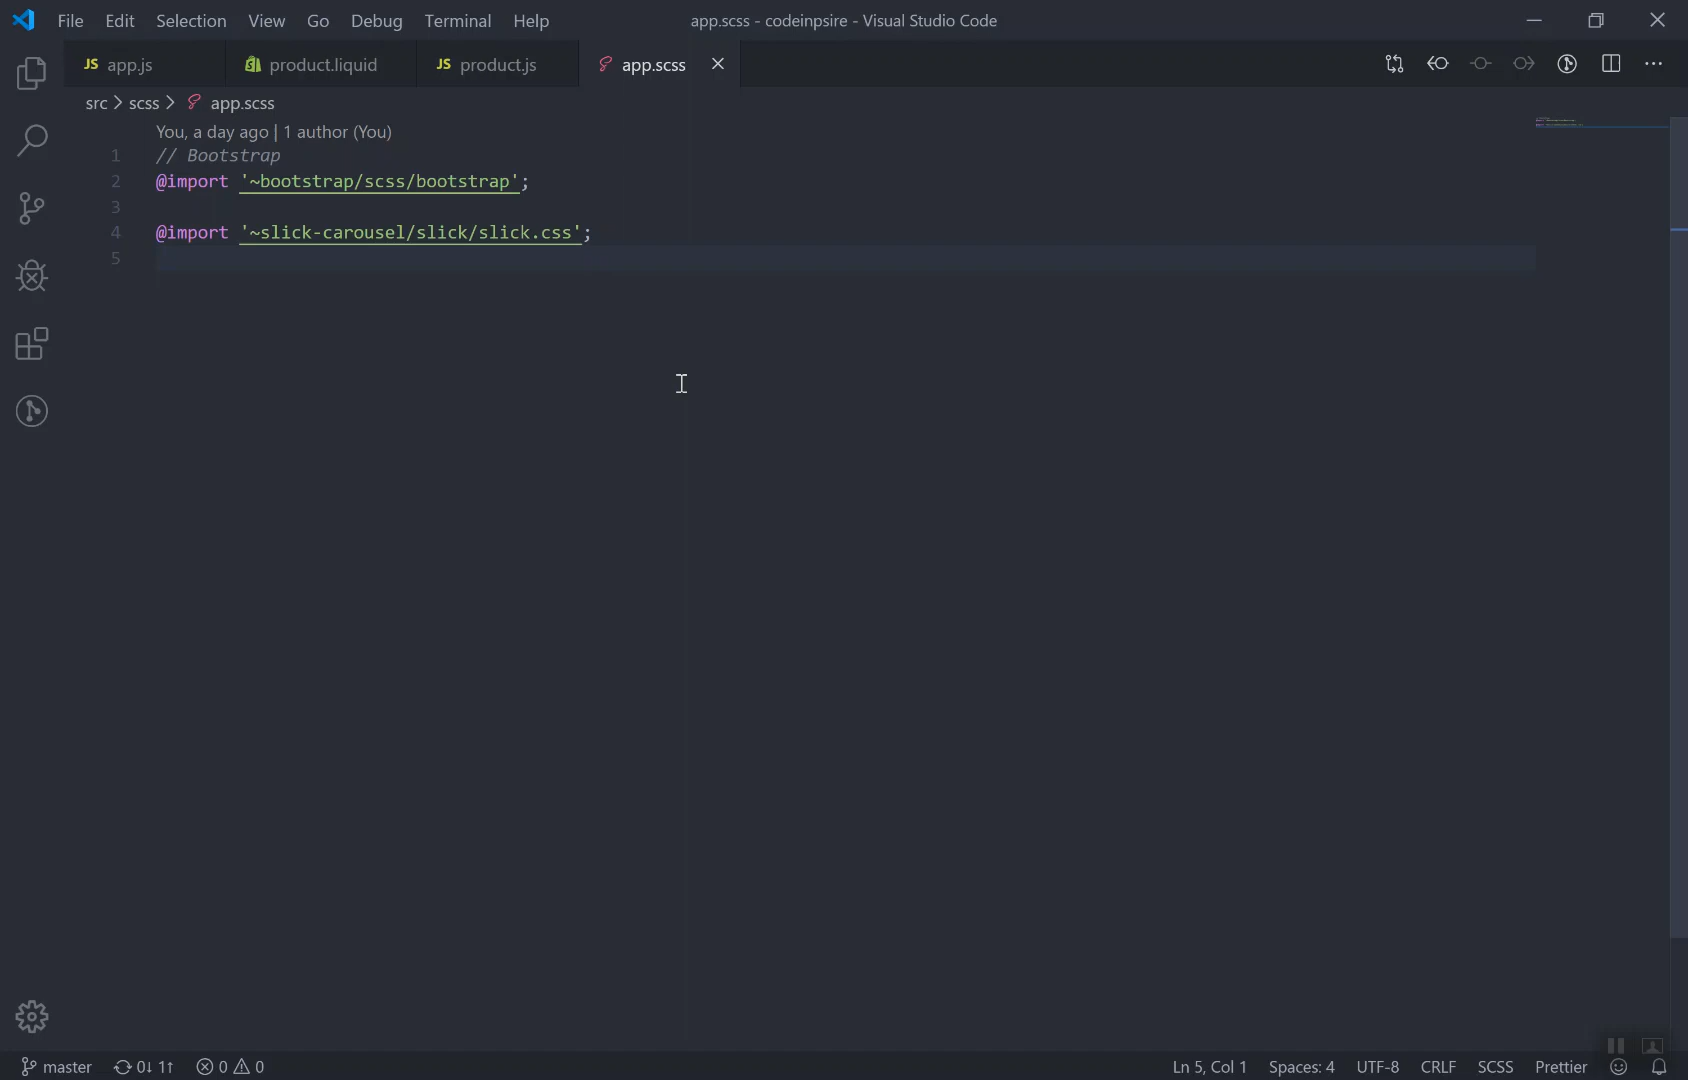 File Edit Selection View Go Debug Terminal Help app.scss - codeinpsire - Visual Studio Code
JS app.js product.liquid JS product.js app.scss
src > scss > app.scss
You, a day ago | 1 author (You)
1 // Bootstrap
2 @import '~bootstrap/scss/bootstrap';
3
4 @import '~slick-carousel/slick/slick.css';
5
master 0↓ 1↑ 0 0 Ln 5, Col 1 Spaces: 4 UTF-8 CRLF SCSS Prettier